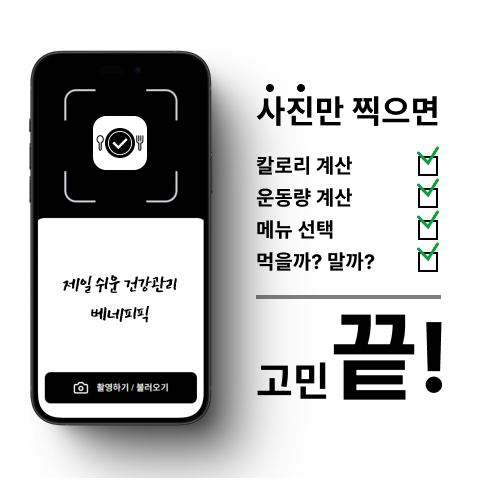 제일 쉬운 건강관리
베네피픽
촬영하기 / 불러오기
사진만 찍으면
칼로리 계산
운동량 계산
메뉴 선택
먹을까? 말까?
고민 끝!